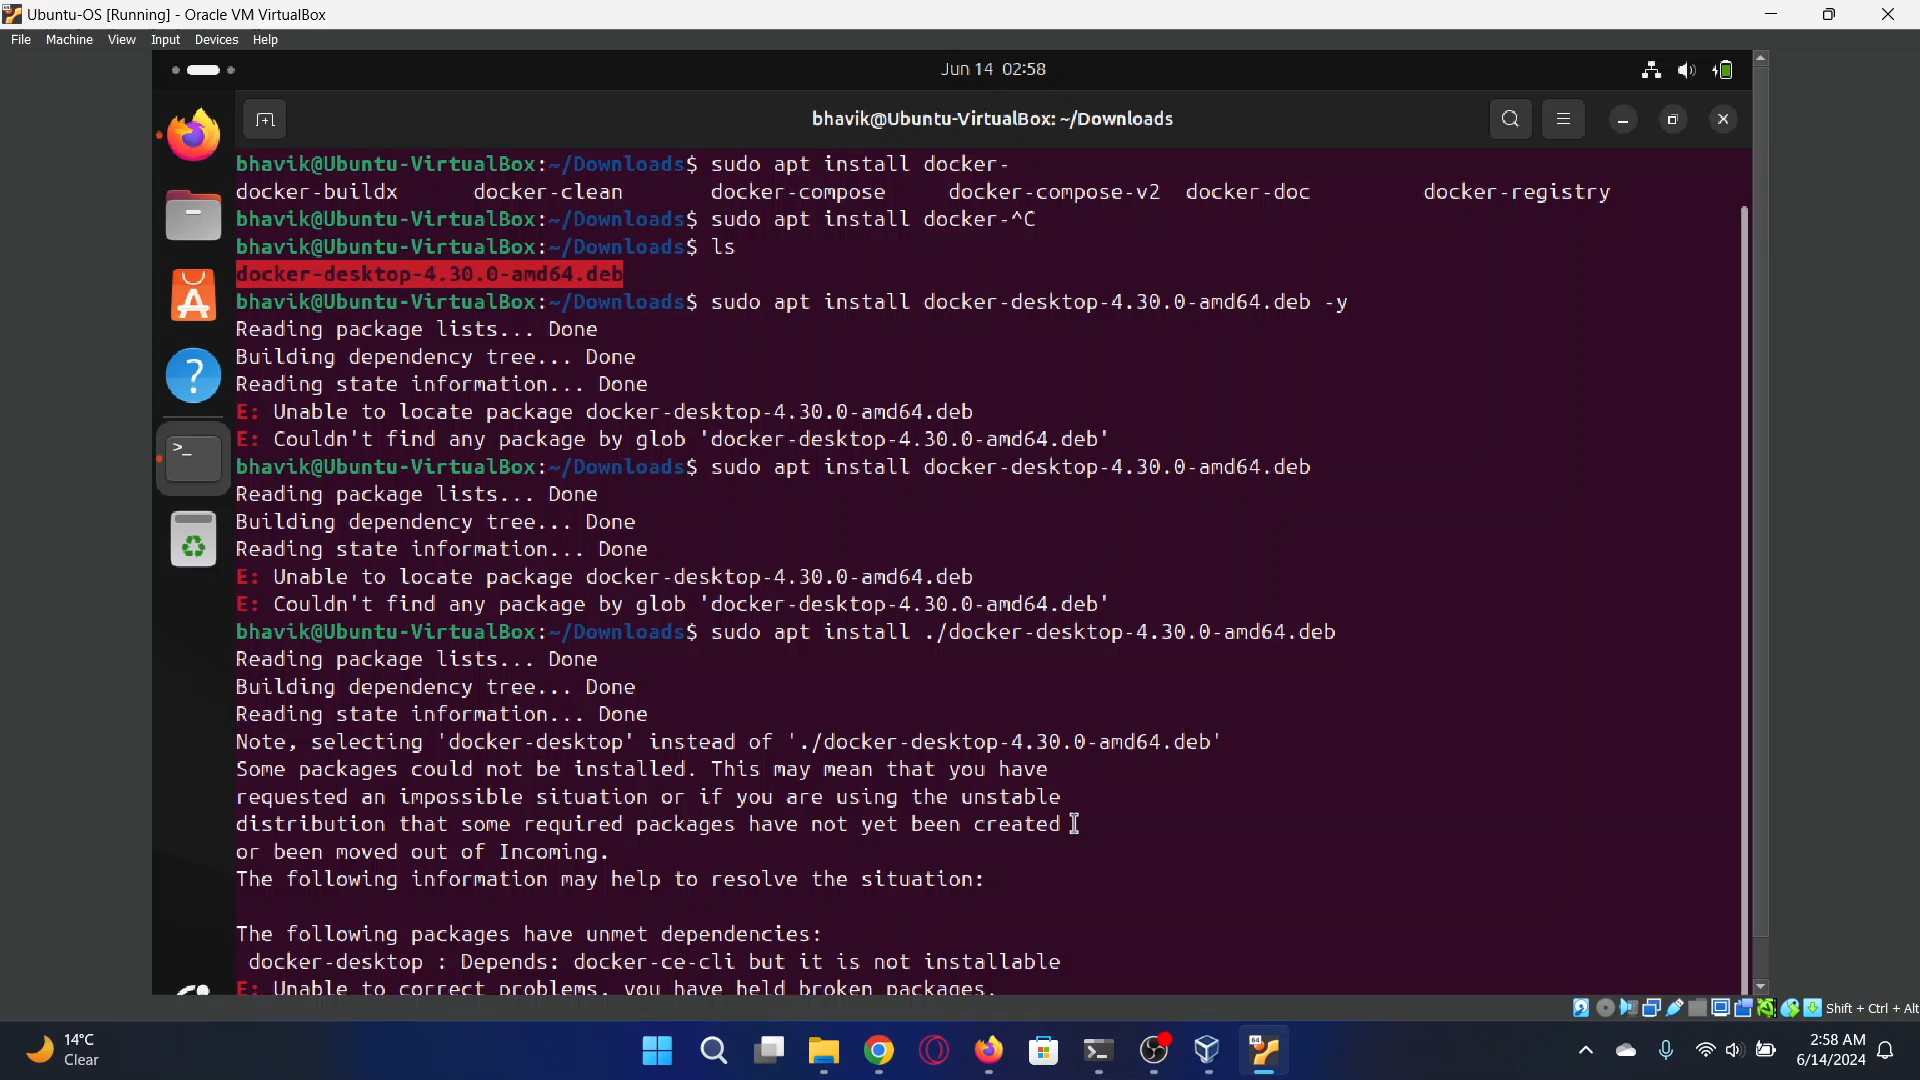 Ubuntu-OS [Running] - Oracle VM VirtualBox
File Machine View Input Devices Help
Jun 14 02:58
bhavik@Ubuntu-VirtualBox: ~/Downloads
bhavik@Ubuntu-VirtualBox:~/Downloads$ sudo apt install docker-
docker-buildx docker-clean docker-compose docker-compose-v2 docker-doc docker-registry
bhavik@Ubuntu-VirtualBox:~/Downloads$ sudo apt install docker-^C
bhavik@Ubuntu-VirtualBox:~/Downloads$ ls
docker-desktop-4.30.0-amd64.deb
bhavik@Ubuntu-VirtualBox:~/Downloads$ sudo apt install docker-desktop-4.30.0-amd64.deb -y
Reading package lists... Done
Building dependency tree... Done
Reading state information... Done
E: Unable to locate package docker-desktop-4.30.0-amd64.deb
E: Couldn't find any package by glob 'docker-desktop-4.30.0-amd64.deb'
bhavik@Ubuntu-VirtualBox:~/Downloads$ sudo apt install docker-desktop-4.30.0-amd64.deb
Reading package lists... Done
Building dependency tree... Done
Reading state information... Done
E: Unable to locate package docker-desktop-4.30.0-amd64.deb
E: Couldn't find any package by glob 'docker-desktop-4.30.0-amd64.deb'
bhavik@Ubuntu-VirtualBox:~/Downloads$ sudo apt install ./docker-desktop-4.30.0-amd64.deb
Reading package lists... Done
Building dependency tree... Done
Reading state information... Done
Note, selecting 'docker-desktop' instead of './docker-desktop-4.30.0-amd64.deb'
Some packages could not be installed. This may mean that you have
requested an impossible situation or if you are using the unstable
distribution that some required packages have not yet been created
or been moved out of Incoming.
The following information may help to resolve the situation:
The following packages have unmet dependencies:
docker-desktop : Depends: docker-ce-cli but it is not installable
E: Unable to correct problems, you have held broken packages.
Shift + Ctrl + Alt
14°C
Clear
2:58 AM
6/14/2024